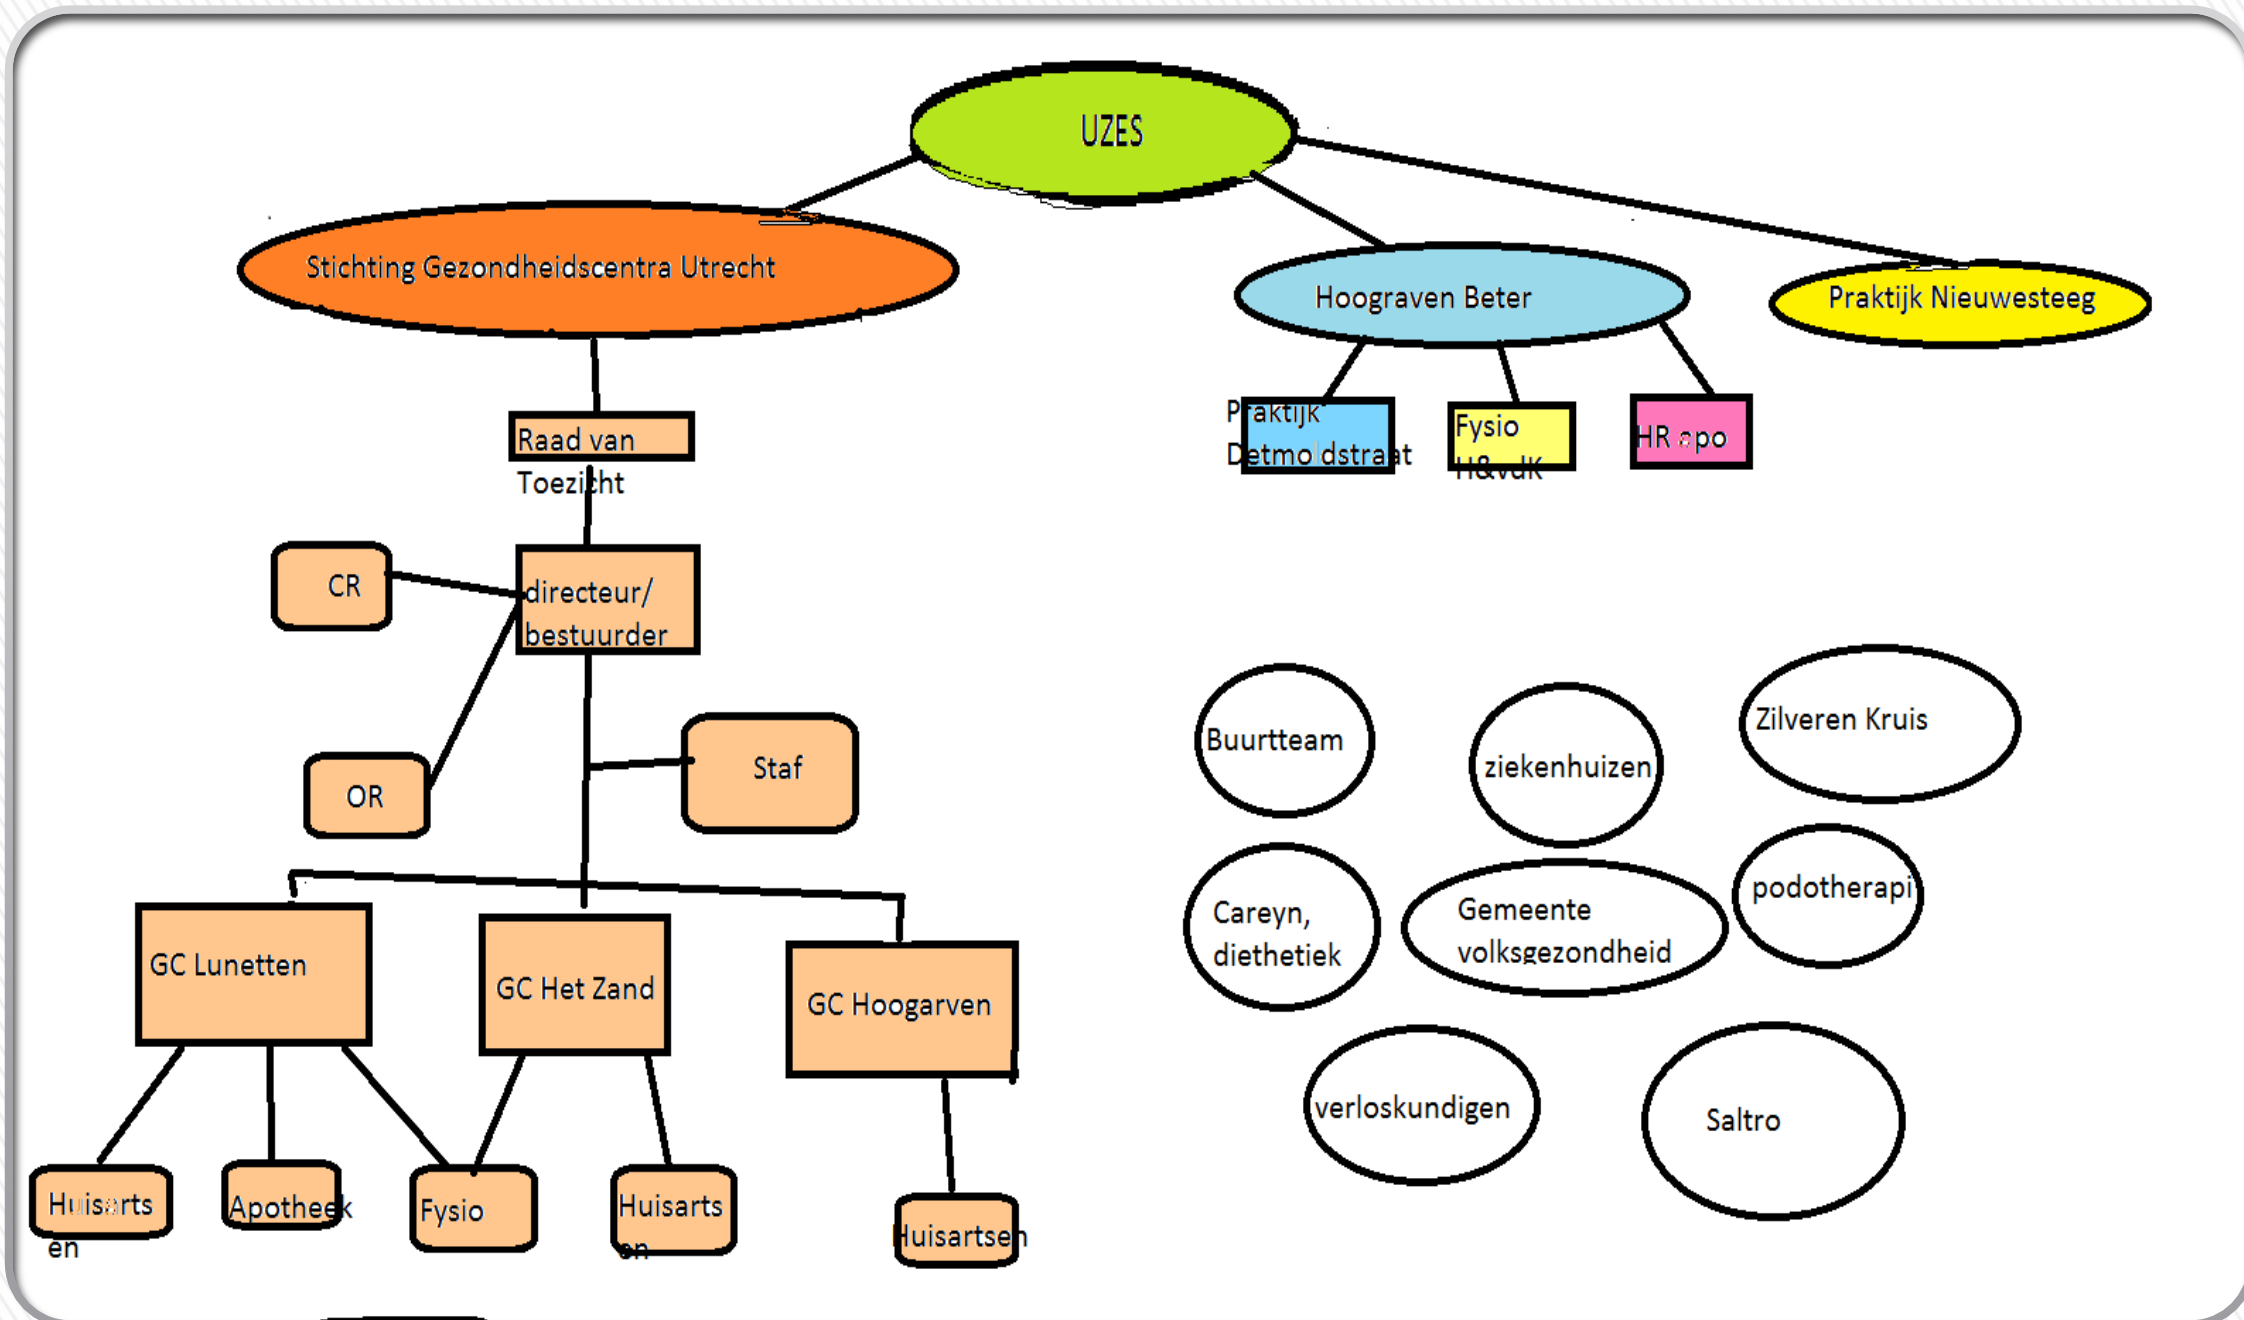 UZES
Stichting Gezondheidscentra Utrecht
Hoograven Beter
Praktijk Nieuwesteeg
Praktijk
Detmoldstraat
Fysio
H&vdK
HR apo
Raad van
Toezicht
CR
directeur/
bestuurder
OR
Staf
GC Lunetten
GC Het Zand
GC Hoogarven
Huisarts
en
Apotheek
Fysio
Huisarts
en
Huisartsen
Buurtteam
ziekenhuizen
Zilveren Kruis
Careyn,
diethetiek
Gemeente
volksgezondheid
podotherapi
verloskundigen
Saltro